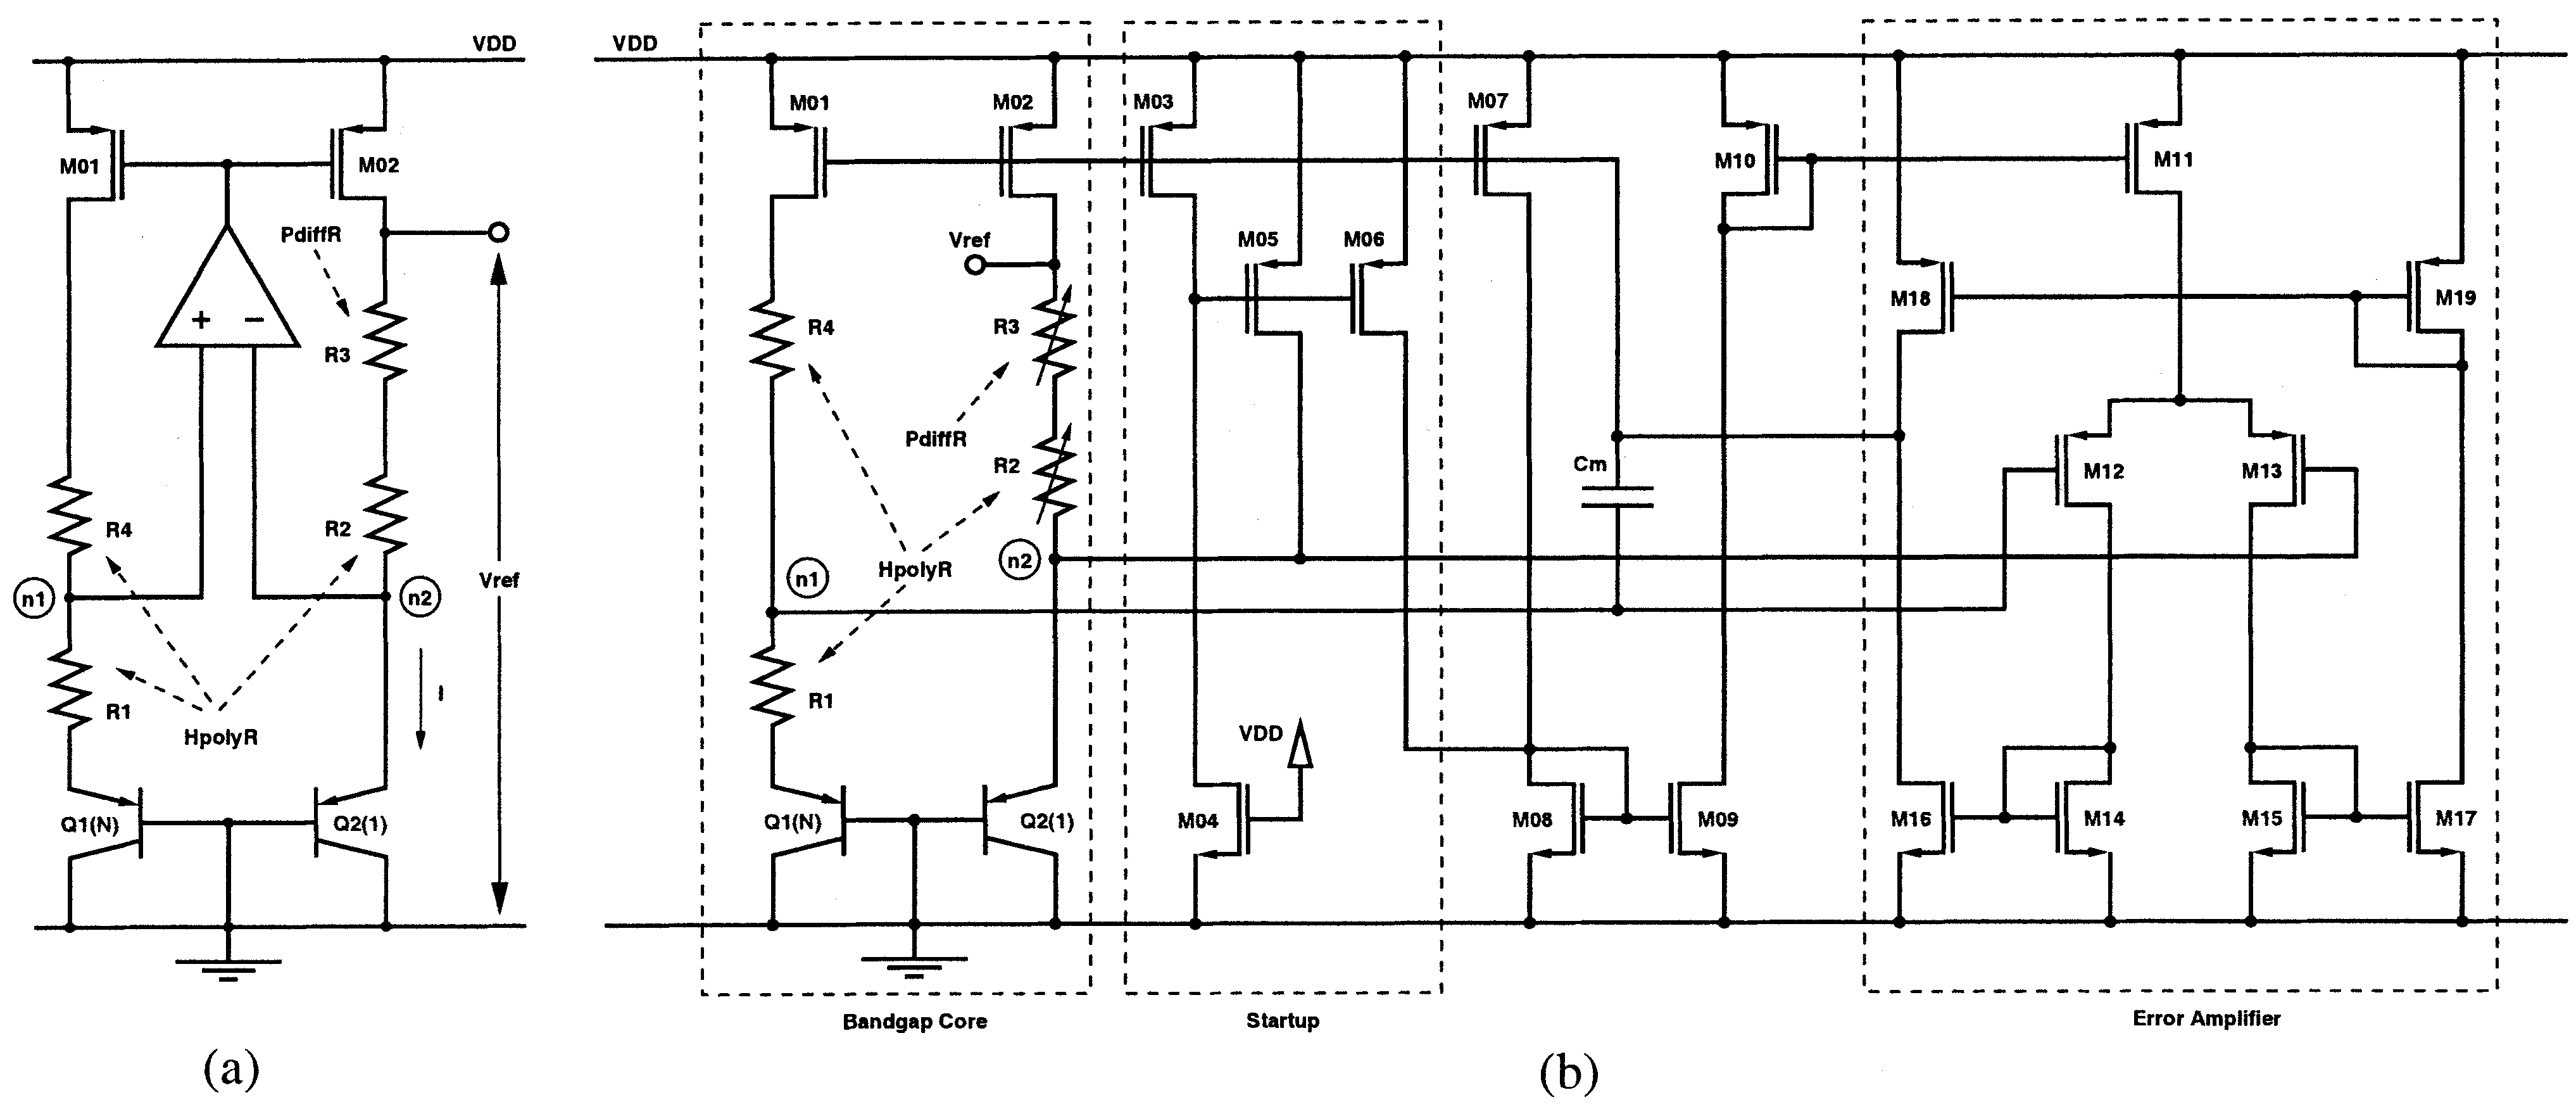 VDD
M01
M02
PdiffR
+
−
R3
R4
R2
n1
n2
Vref
I
R1
HpolyR
Q1(N)
Q2(1)
(a)
VDD
M01
M02
M03
M07
M10
M11
Vref
M05
M06
M18
M19
R4
R3
PdiffR
R2
Cm
M12
M13
n1
HpolyR
n2
R1
VDD
Q1(N)
Q2(1)
M04
M08
M09
M16
M14
M15
M17
Bandgap Core
Startup
Error Amplifier
(b)